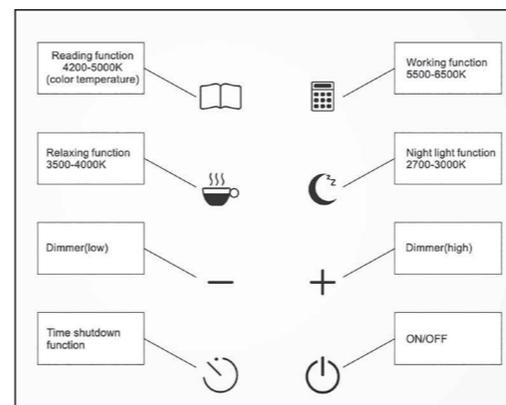 Reading function
4200-5000K
(color temperature)
Working function
5500-6500K
Relaxing function
3500-4000K
Night light function
2700-3000K
zz
Dimmer(low)
Dimmer(high)
Time shutdown
function
ON/OFF